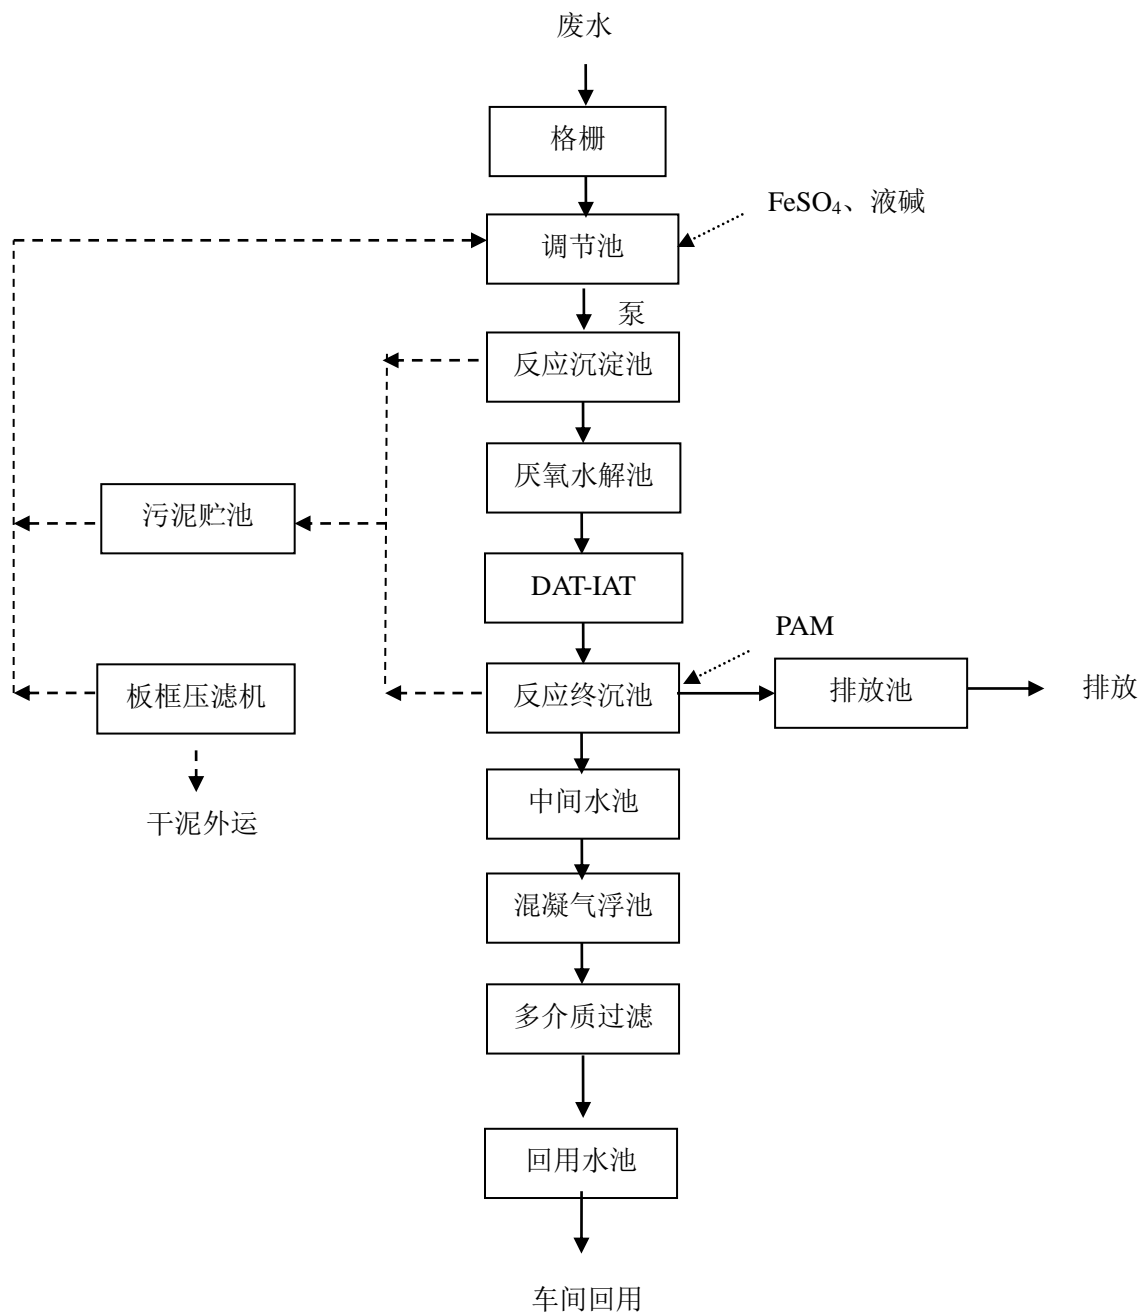 废水
格栅
FeSO₄、液碱
调节池
泵
反应沉淀池
厌氧水解池
污泥贮池
DAT-IAT
PAM
反应终沉池
排放池
排放
板框压滤机
中间水池
干泥外运
混凝气浮池
多介质过滤
回用水池
车间回用